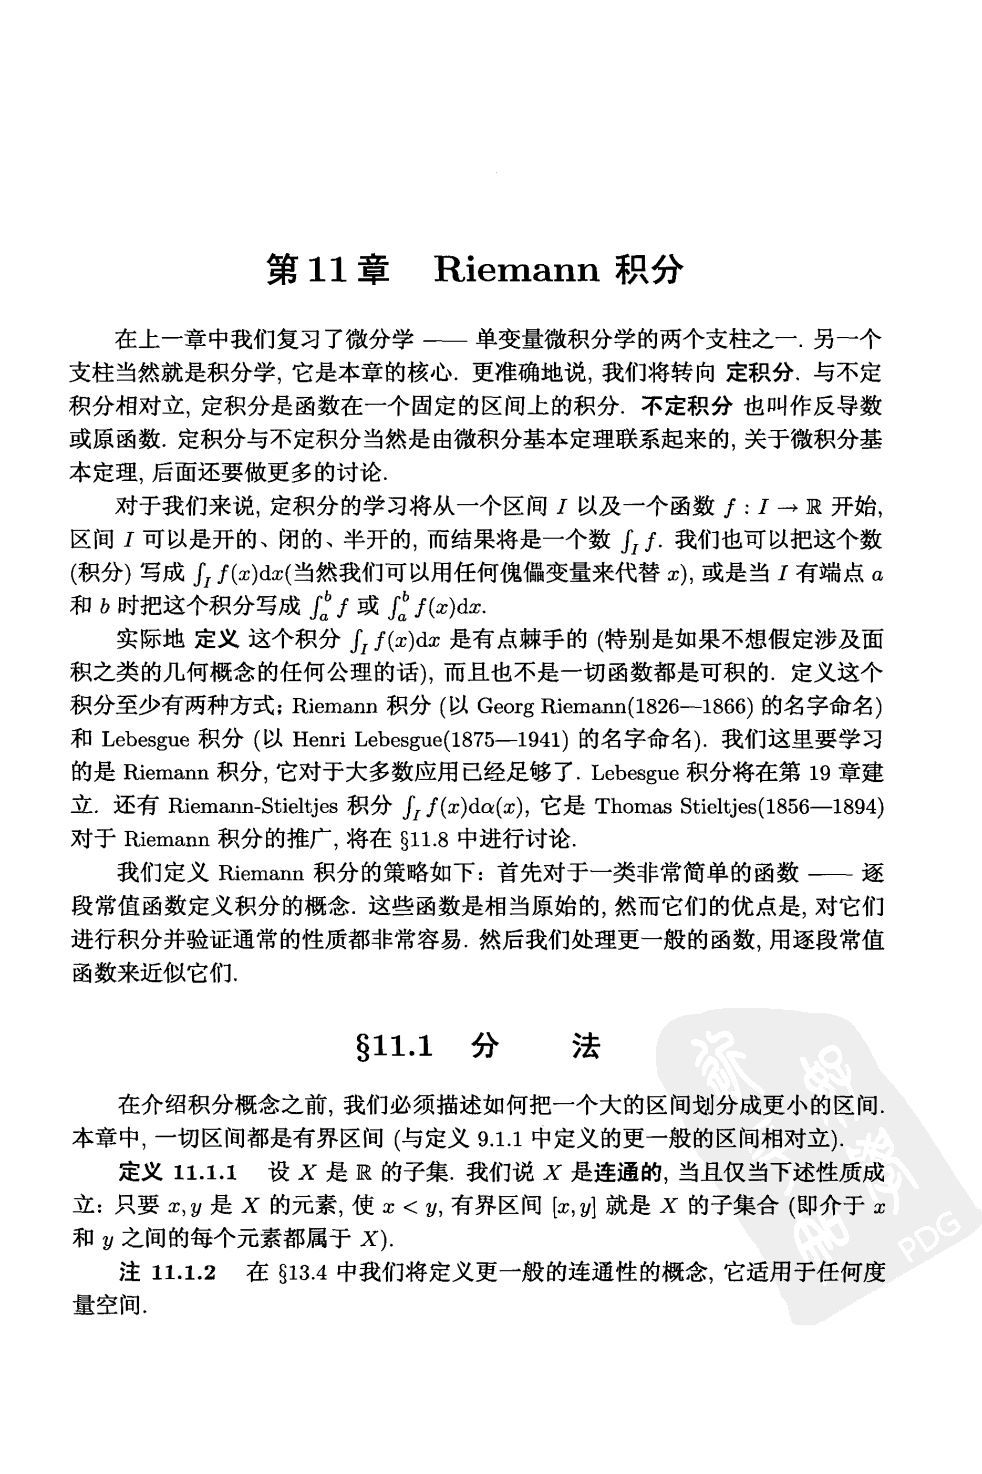 第 11 章 Riemann 积分
在上一章中我们复习了微分学 —— 单变量微积分学的两个支柱之一. 另一个
支柱当然就是积分学, 它是本章的核心. 更准确地说, 我们将转向 定积分. 与不定
积分相对立, 定积分是函数在一个固定的区间上的积分. 不定积分 也叫作反导数
或原函数. 定积分与不定积分当然是由微积分基本定理联系起来的, 关于微积分基
本定理, 后面还要做更多的讨论.
对于我们来说, 定积分的学习将从一个区间 I 以及一个函数 f : I → ℝ 开始,
区间 I 可以是开的、闭的、半开的, 而结果将是一个数 ∫_I f. 我们也可以把这个数
(积分) 写成 ∫_I f(x)dx(当然我们可以用任何傀儡变量来代替 x), 或是当 I 有端点 a
和 b 时把这个积分写成 ∫_a^b f 或 ∫_a^b f(x)dx.
实际地 定义 这个积分 ∫_I f(x)dx 是有点棘手的 (特别是如果不想假定涉及面
积之类的几何概念的任何公理的话), 而且也不是一切函数都是可积的. 定义这个
积分至少有两种方式; Riemann 积分 (以 Georg Riemann(1826—1866) 的名字命名)
和 Lebesgue 积分 (以 Henri Lebesgue(1875—1941) 的名字命名). 我们这里要学习
的是 Riemann 积分, 它对于大多数应用已经足够了. Lebesgue 积分将在第 19 章建
立. 还有 Riemann-Stieltjes 积分 ∫_I f(x)dα(x), 它是 Thomas Stieltjes(1856—1894)
对于 Riemann 积分的推广, 将在 §11.8 中进行讨论.
我们定义 Riemann 积分的策略如下: 首先对于一类非常简单的函数 —— 逐
段常值函数定义积分的概念. 这些函数是相当原始的, 然而它们的优点是, 对它们
进行积分并验证通常的性质都非常容易. 然后我们处理更一般的函数, 用逐段常值
函数来近似它们.
§11.1 分 法
在介绍积分概念之前, 我们必须描述如何把一个大的区间划分成更小的区间.
本章中, 一切区间都是有界区间 (与定义 9.1.1 中定义的更一般的区间相对立).
定义 11.1.1 设 X 是 ℝ 的子集. 我们说 X 是连通的, 当且仅当下述性质成
立: 只要 x,y 是 X 的元素, 使 x < y, 有界区间 [x,y] 就是 X 的子集合 (即介于 x
和 y 之间的每个元素都属于 X).
注 11.1.2 在 §13.4 中我们将定义更一般的连通性的概念, 它适用于任何度
量空间.
PDG